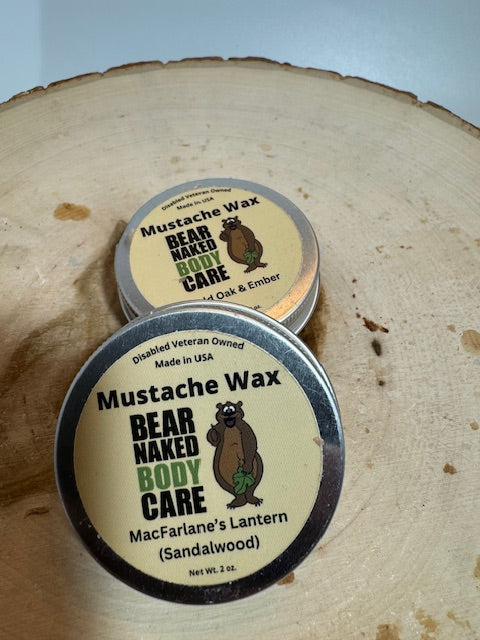 Disabled Veteran Owned
Made in USA
Mustache Wax
BEAR
NAKED
BODY
CARE
Oak & Ember
oz.
Disabled Veteran Owned
Made in USA
Mustache Wax
BEAR
NAKED
BODY
CARE
MacFarlane's Lantern
(Sandalwood)
Net Wt. 2 oz.